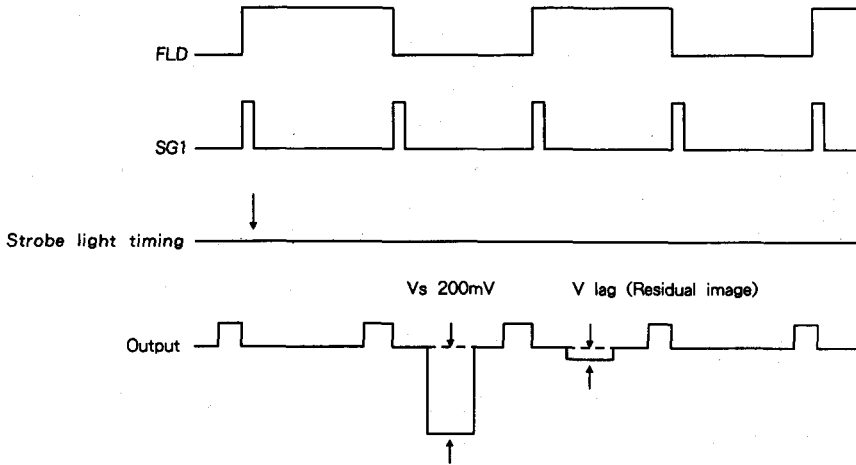 FLD
SG1
Strobe light timing
Vs 200mV
V lag (Residual image)
Output